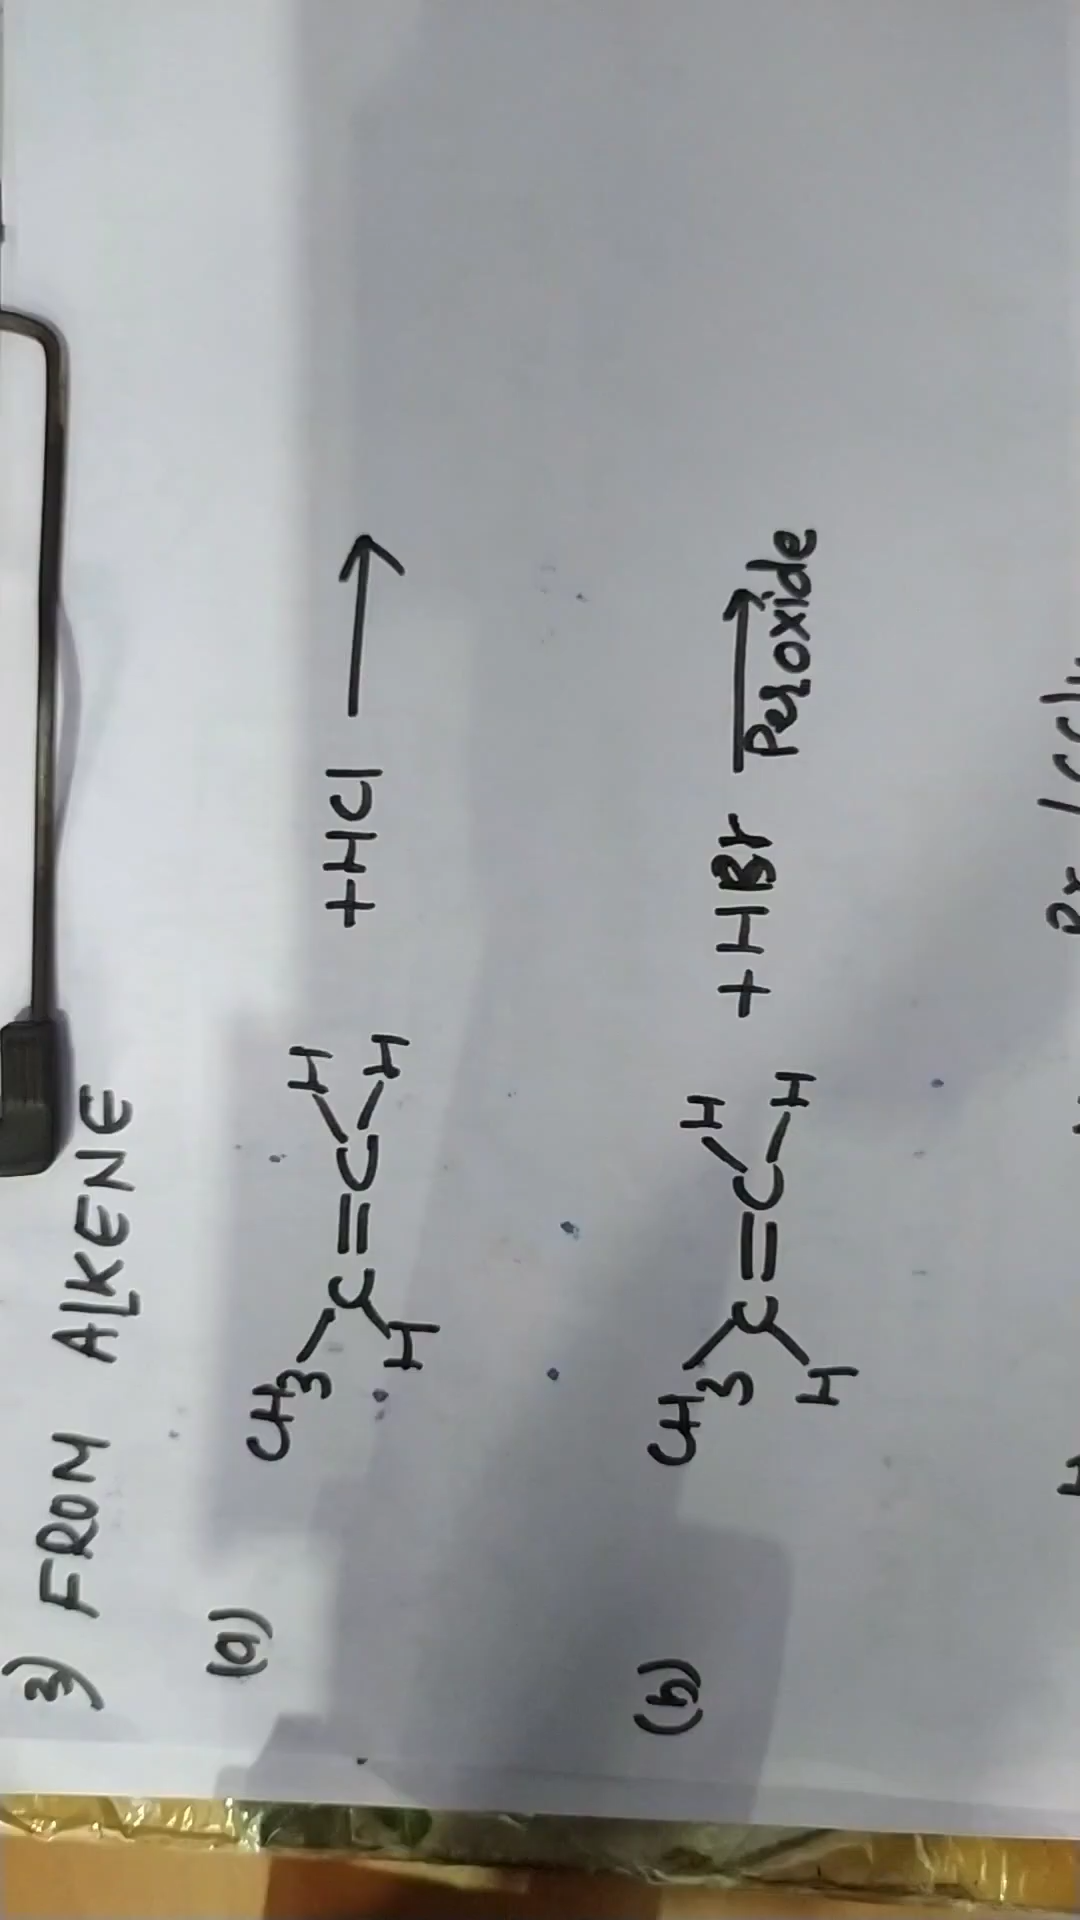 3) FROM ALKENE
(a) CH3 H
C=C +HCl ⟶
H H
(b) CH3 H
C=C +HBr ⟶
H H Peroxide